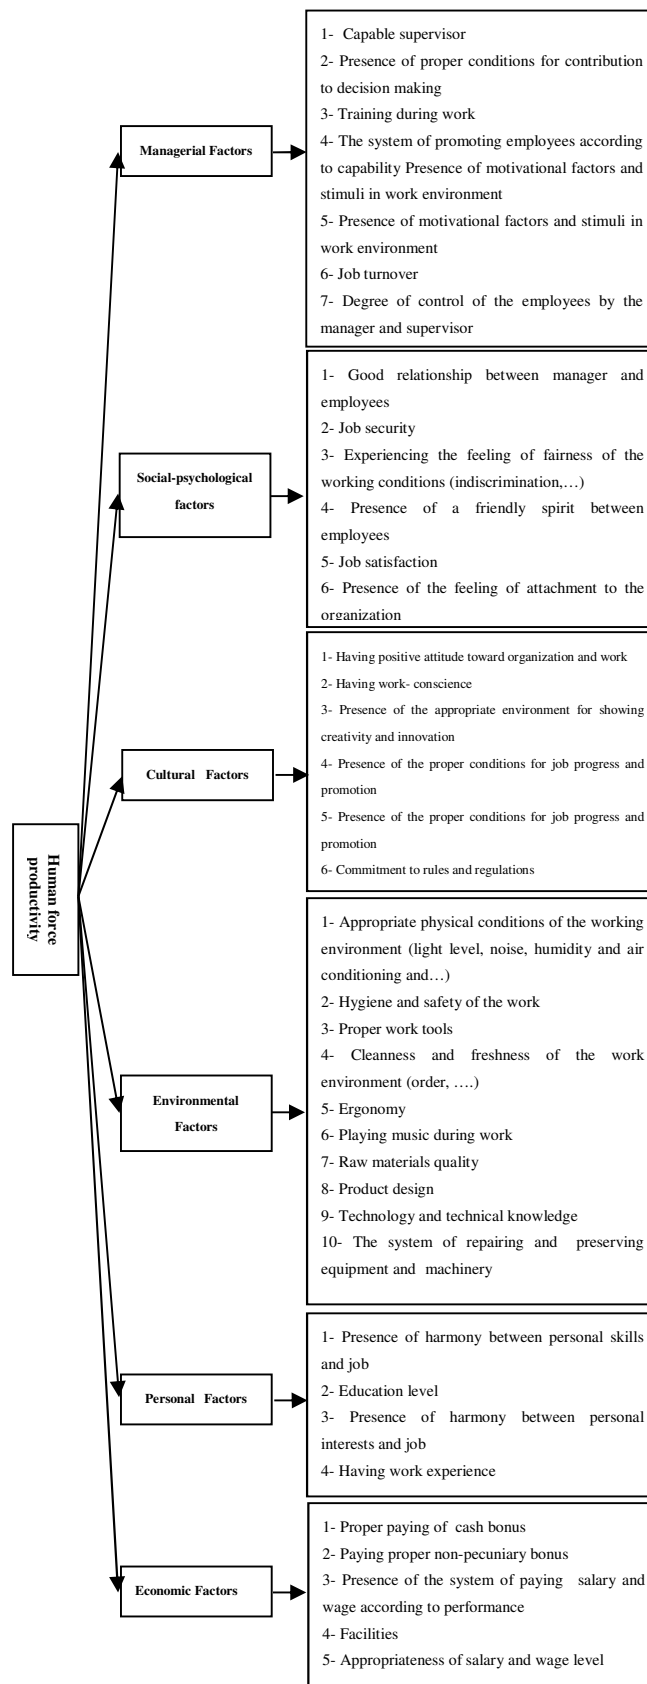 1- Capable supervisor
2- Presence of proper conditions for contribution
to decision making
3- Training during work
4- The system of promoting employees according
to capability Presence of motivational factors and
stimuli in work environment
5- Presence of motivational factors and stimuli in
work environment
6- Job turnover
7- Degree of control of the employees by the
manager and supervisor
Managerial Factors
1- Good relationship between manager and
employees
2- Job security
3- Experiencing the feeling of fairness of the
working conditions (indiscrimination,…)
4- Presence of a friendly spirit between
employees
5- Job satisfaction
6- Presence of the feeling of attachment to the
organization
Social-psychological
factors
1- Having positive attitude toward organization and work
2- Having work- conscience
3- Presence of the appropriate environment for showing
creativity and innovation
4- Presence of the proper conditions for job progress and
promotion
5- Presence of the proper conditions for job progress and
promotion
6- Commitment to rules and regulations
Cultural Factors
Human force
productivity
1- Appropriate physical conditions of the working
environment (light level, noise, humidity and air
conditioning and…)
2- Hygiene and safety of the work
3- Proper work tools
4- Cleanness and freshness of the work
environment (order, ….)
5- Ergonomy
6- Playing music during work
7- Raw materials quality
8- Product design
9- Technology and technical knowledge
10- The system of repairing and preserving
equipment and machinery
Environmental
Factors
1- Presence of harmony between personal skills
and job
2- Education level
3- Presence of harmony between personal
interests and job
4- Having work experience
Personal Factors
1- Proper paying of cash bonus
2- Paying proper non-pecuniary bonus
3- Presence of the system of paying salary and
wage according to performance
4- Facilities
5- Appropriateness of salary and wage level
Economic Factors